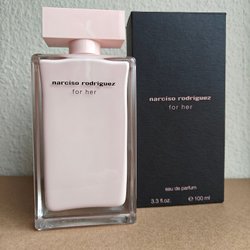 narciso rodriguez
for her
narciso rodriguez
for her
eau de parfum
3.3 fl.oz. ℮ 100 ml